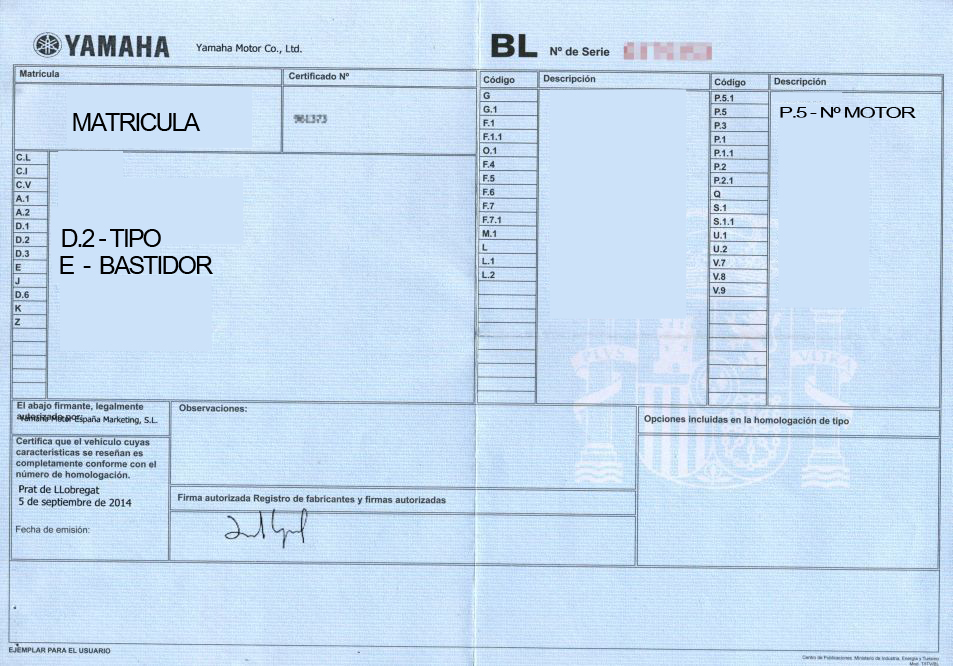 YAMAHA
Yamaha Motor Co., Ltd.
BL Nº de Serie
Matrícula
Certificado Nº
MATRICULA
C.L
C.I
C.V
A.1
A.2
D.1
D.2
D.3
E
J
D.6
K
Z
D.2 - TIPO
E - BASTIDOR
Código
Descripción
G
G.1
F.1
F.1.1
O.1
F.4
F.5
F.6
F.7
F.7.1
M.1
L
L.1
L.2
Código
Descripción
P.5.1
P.5
P.3
P.1
P.1.1
P.2
P.2.1
Q
S.1
S.1.1
U.1
U.2
V.7
V.8
V.9
P.5 - Nº MOTOR
PLVS
VLTRA
El abajo firmante, legalmente
autorizado por:
Yamaha Motor España Marketing, S.L.
Certifica que el vehículo cuyas
características se reseñan es
completamente conforme con el
número de homologación.
Prat de LLobregat
5 de septiembre de 2014
Fecha de emisión:
Observaciones:
Firma autorizada Registro de fabricantes y firmas autorizadas
Opciones incluidas en la homologación de tipo
EJEMPLAR PARA EL USUARIO
Centro de Publicaciones. Ministerio de Industria, Energía y Turismo